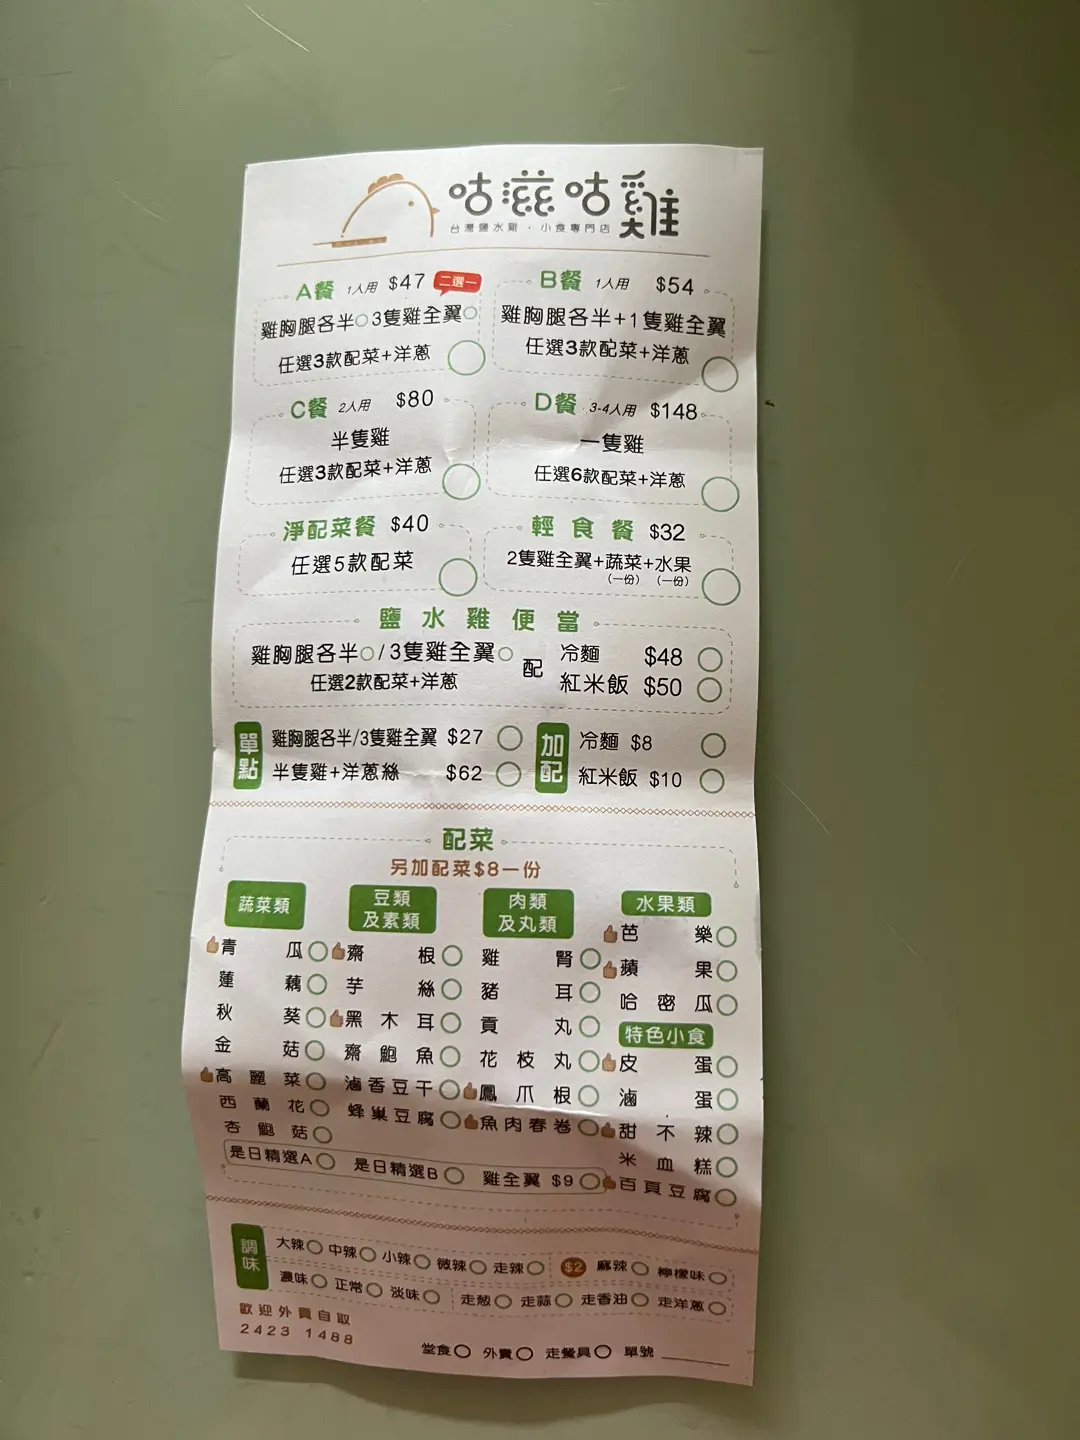 咕滋咕雞
台灣鹽水雞·小食專門店
A餐 1人用 $47 二選一
雞胸腿各半 3隻雞全翼
任選3款配菜+洋蔥
B餐 1人用 $54
雞胸腿各半+1隻雞全翼
任選3款配菜+洋蔥
C餐 2人用 $80
半隻雞
任選3款配菜+洋蔥
D餐 3-4人用 $148
一隻雞
任選6款配菜+洋蔥
淨配菜餐 $40
任選5款配菜
輕食餐 $32
2隻雞全翼+蔬菜+水果
(一份) (一份)
鹽水雞便當
雞胸腿各半/3隻雞全翼
任選2款配菜+洋蔥
配
冷麵 $48
紅米飯 $50
單點
雞胸腿各半/3隻雞全翼 $27
半隻雞+洋蔥絲 $62
加配
冷麵 $8
紅米飯 $10
配菜
另加配菜$8一份
蔬菜類
青瓜
蓮藕
秋葵
金菇
高麗菜
西蘭花
杏鮑菇
豆類
及素類
齋根
芋絲
黑木耳
齋鮑魚
滷香豆干
蜂巢豆腐
肉類
及丸類
雞腎
豬耳
貢丸
花枝丸
鳳爪根
魚肉春卷
水果類
芭樂
蘋果
哈密瓜
特色小食
皮蛋
滷蛋
甜不辣
米血糕
百頁豆腐
是日精選A 是日精選B 雞全翼 $9
調味
大辣 中辣 小辣 微辣 走辣 $2 麻辣 檸檬味
濃味 正常 淡味 走葱 走蒜 走香油 走洋蔥
歡迎外賣自取
2423 1488
堂食 外賣 走餐具 單號